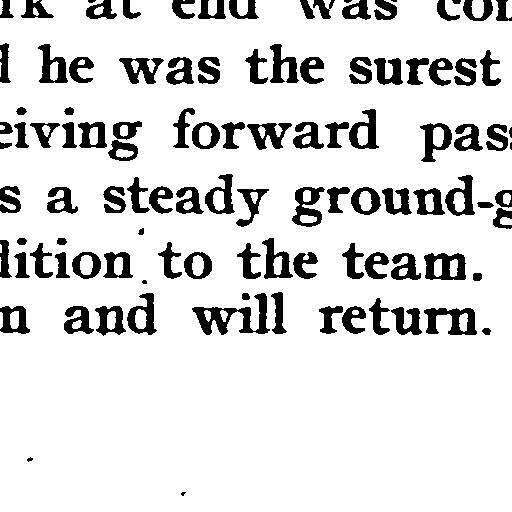 rk at end was con
d he was the surest
eiving forward pass
s a steady ground-g
dition to the team.
n and will return.